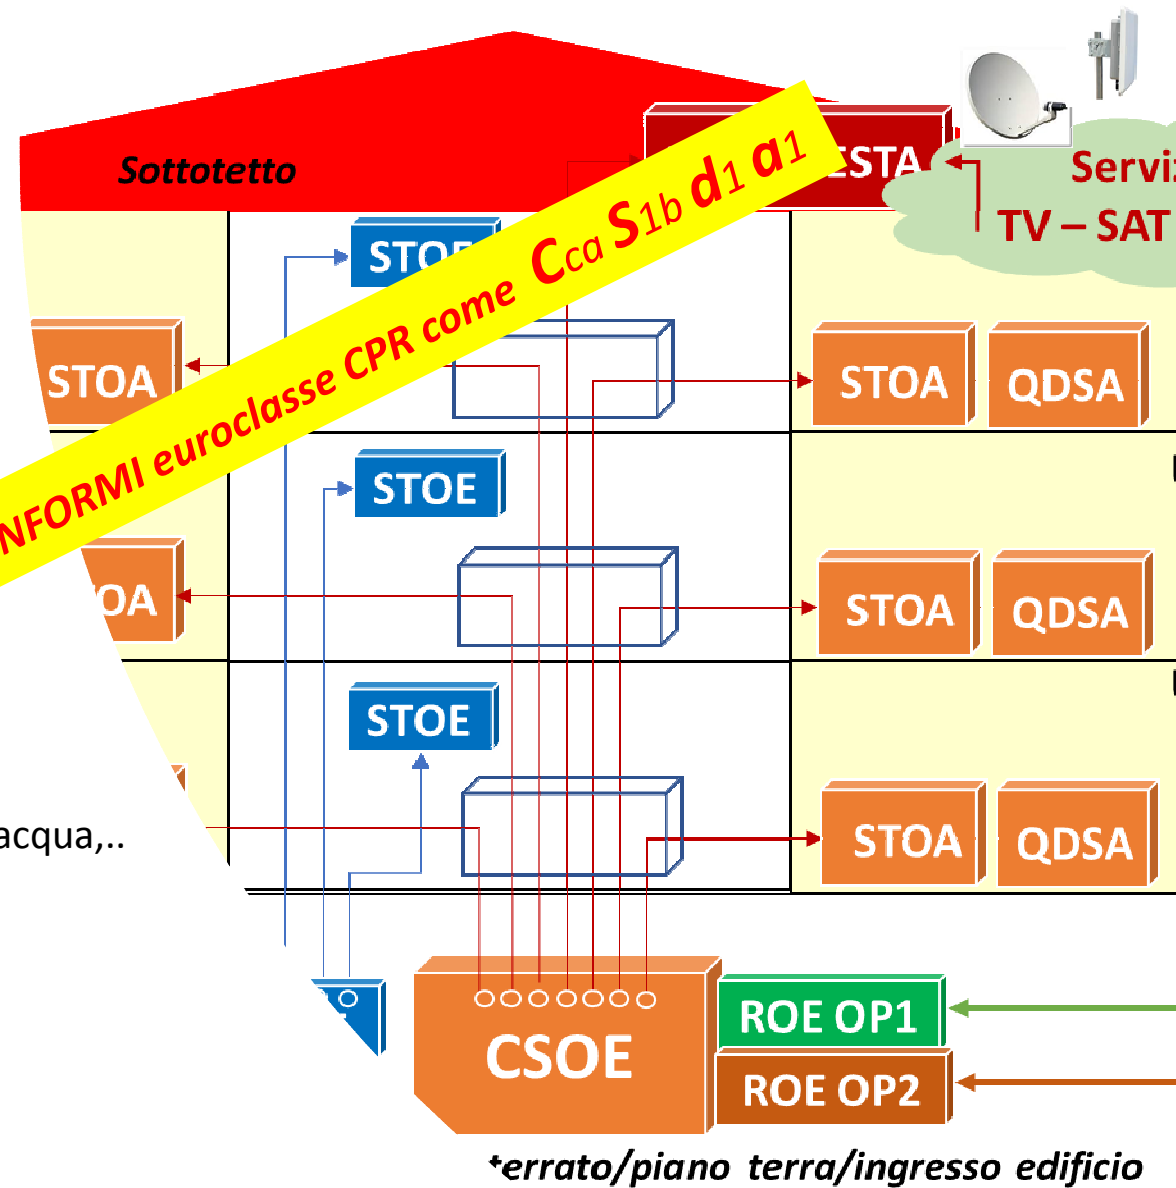 Sottotetto
ESTA
TV – SAT
STOE
NFORMI euroclasse CPR come Cca S1b d1 a1
STOA
STOA
QDSA
STOE
OA
STOA
QDSA
STOE
acqua,..
STOA
QDSA
CSOE
ROE OP1
ROE OP2
errato/piano terra/ingresso edificio